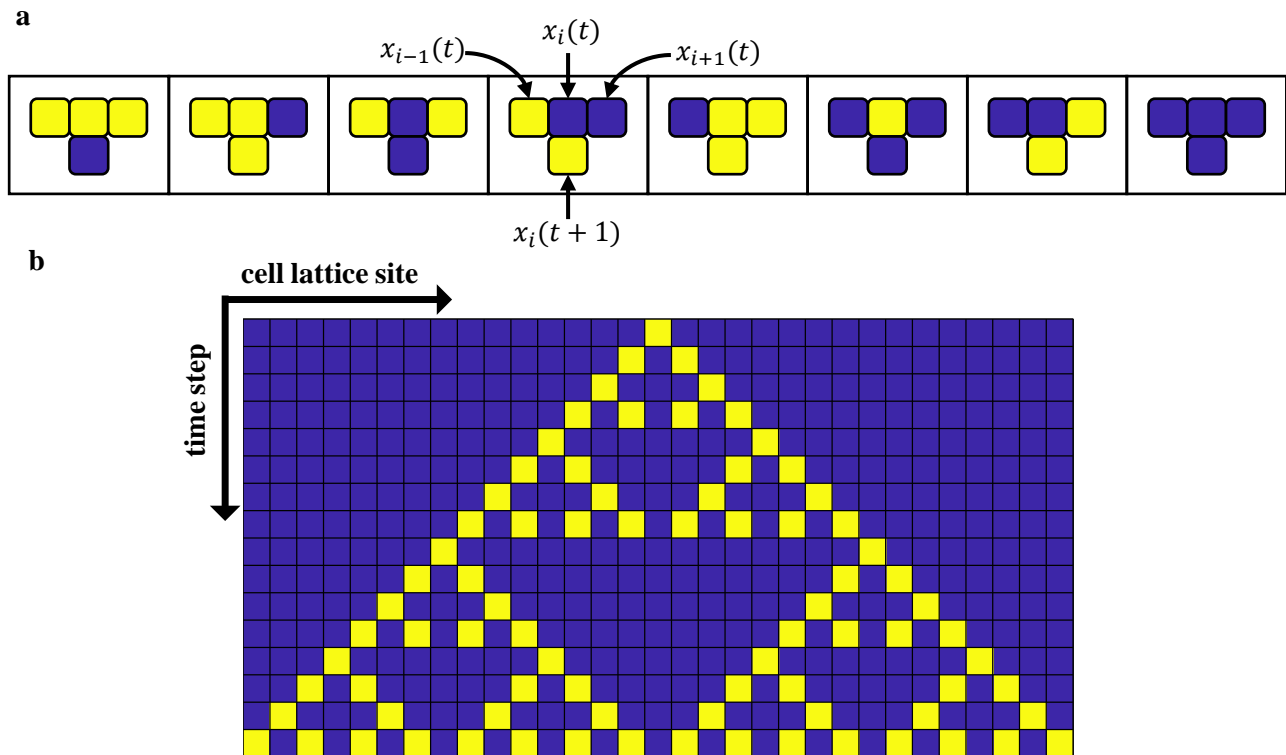 a
x_{i−1}(t)
x_i(t)
x_{i+1}(t)
x_i(t + 1)
b
cell lattice site
time step